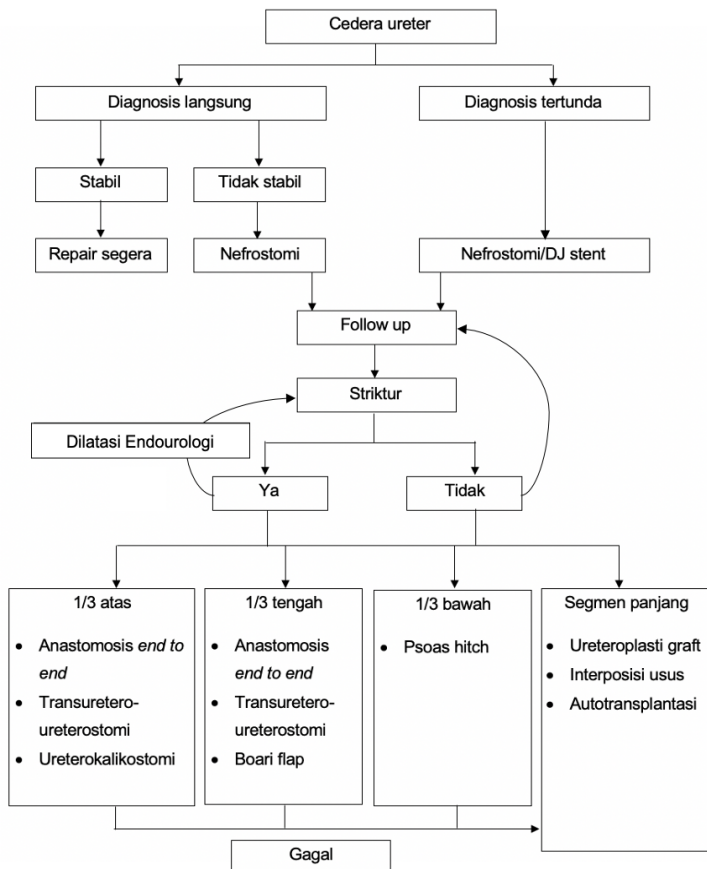 Cedera ureter
Diagnosis langsung
Diagnosis tertunda
Stabil
Tidak stabil
Repair segera
Nefrostomi
Nefrostomi/DJ stent
Follow up
Striktur
Dilatasi Endourologi
Ya
Tidak
1/3 atas
• Anastomosis end to
end
• Transuretero-
ureterostomi
• Ureterokalikostomi
1/3 tengah
• Anastomosis
end to end
• Transuretero-
ureterostomi
• Boari flap
1/3 bawah
• Psoas hitch
Segmen panjang
• Ureteroplasti graft
• Interposisi usus
• Autotransplantasi
Gagal